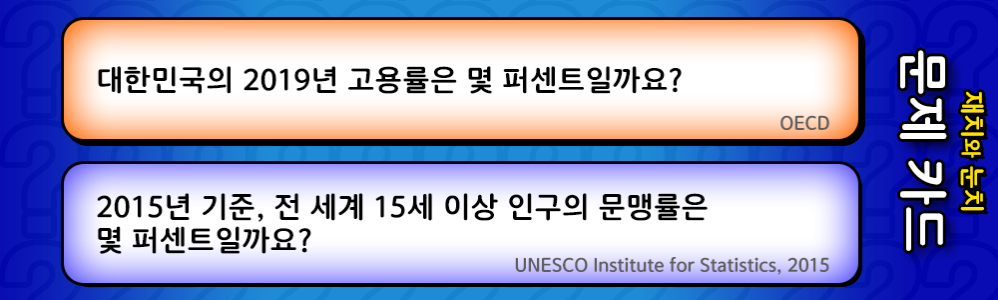 대한민국의 2019년 고용률은 몇 퍼센트일까요?
OECD
2015년 기준, 전 세계 15세 이상 인구의 문맹률은
몇 퍼센트일까요?
UNESCO Institute for Statistics, 2015
재치와 눈치
문제 카드